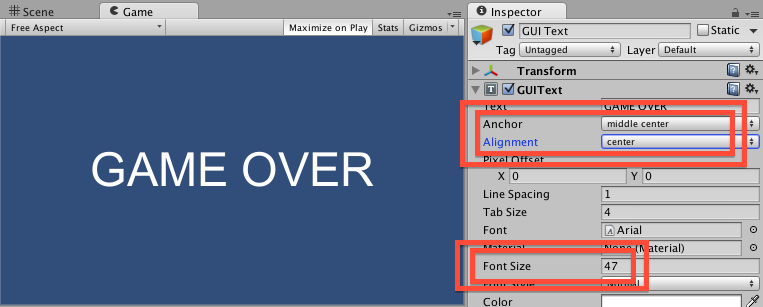 Scene Game
Free Aspect Maximize on Play Stats Gizmos
GAME OVER
Inspector
GUI Text Static
Tag Untagged Layer Default
Transform
GUIText
Text GAME OVER
Anchor middle center
Alignment center
Pixel Offset
X 0 Y 0
Line Spacing 1
Tab Size 4
Font Arial
Material None (Material)
Font Size 47
Font Style Normal
Color